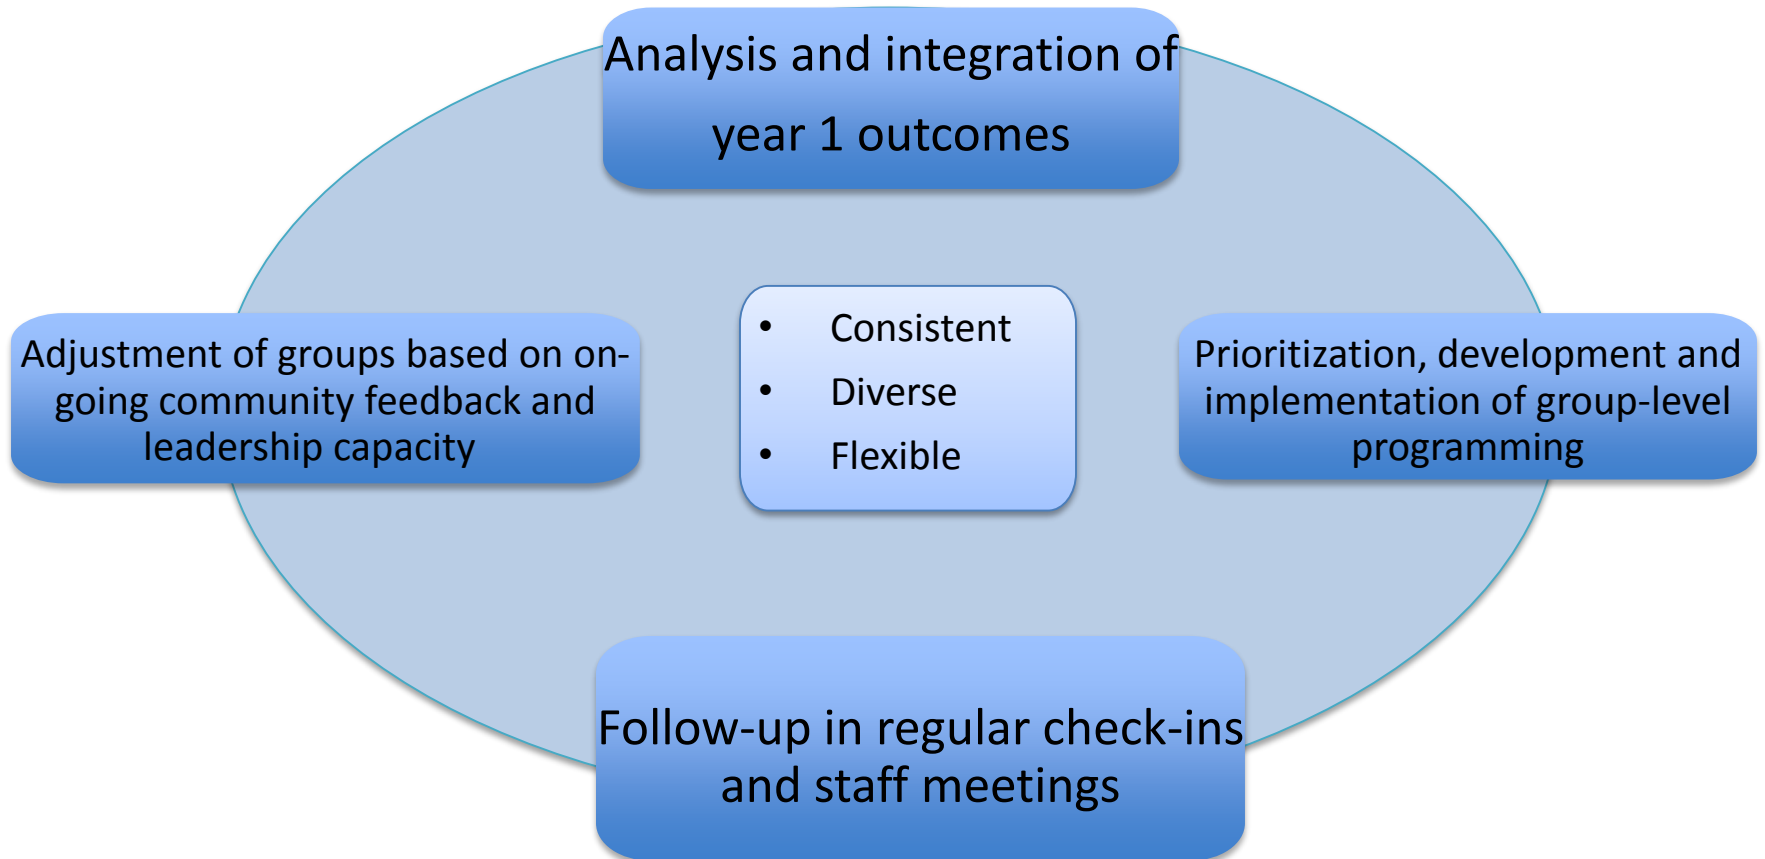 Analysis and integration of
year 1 outcomes
Adjustment of groups based on on-
going community feedback and
leadership capacity
• Consistent
• Diverse
• Flexible
Prioritization, development and
implementation of group-level
programming
Follow-up in regular check-ins
and staff meetings